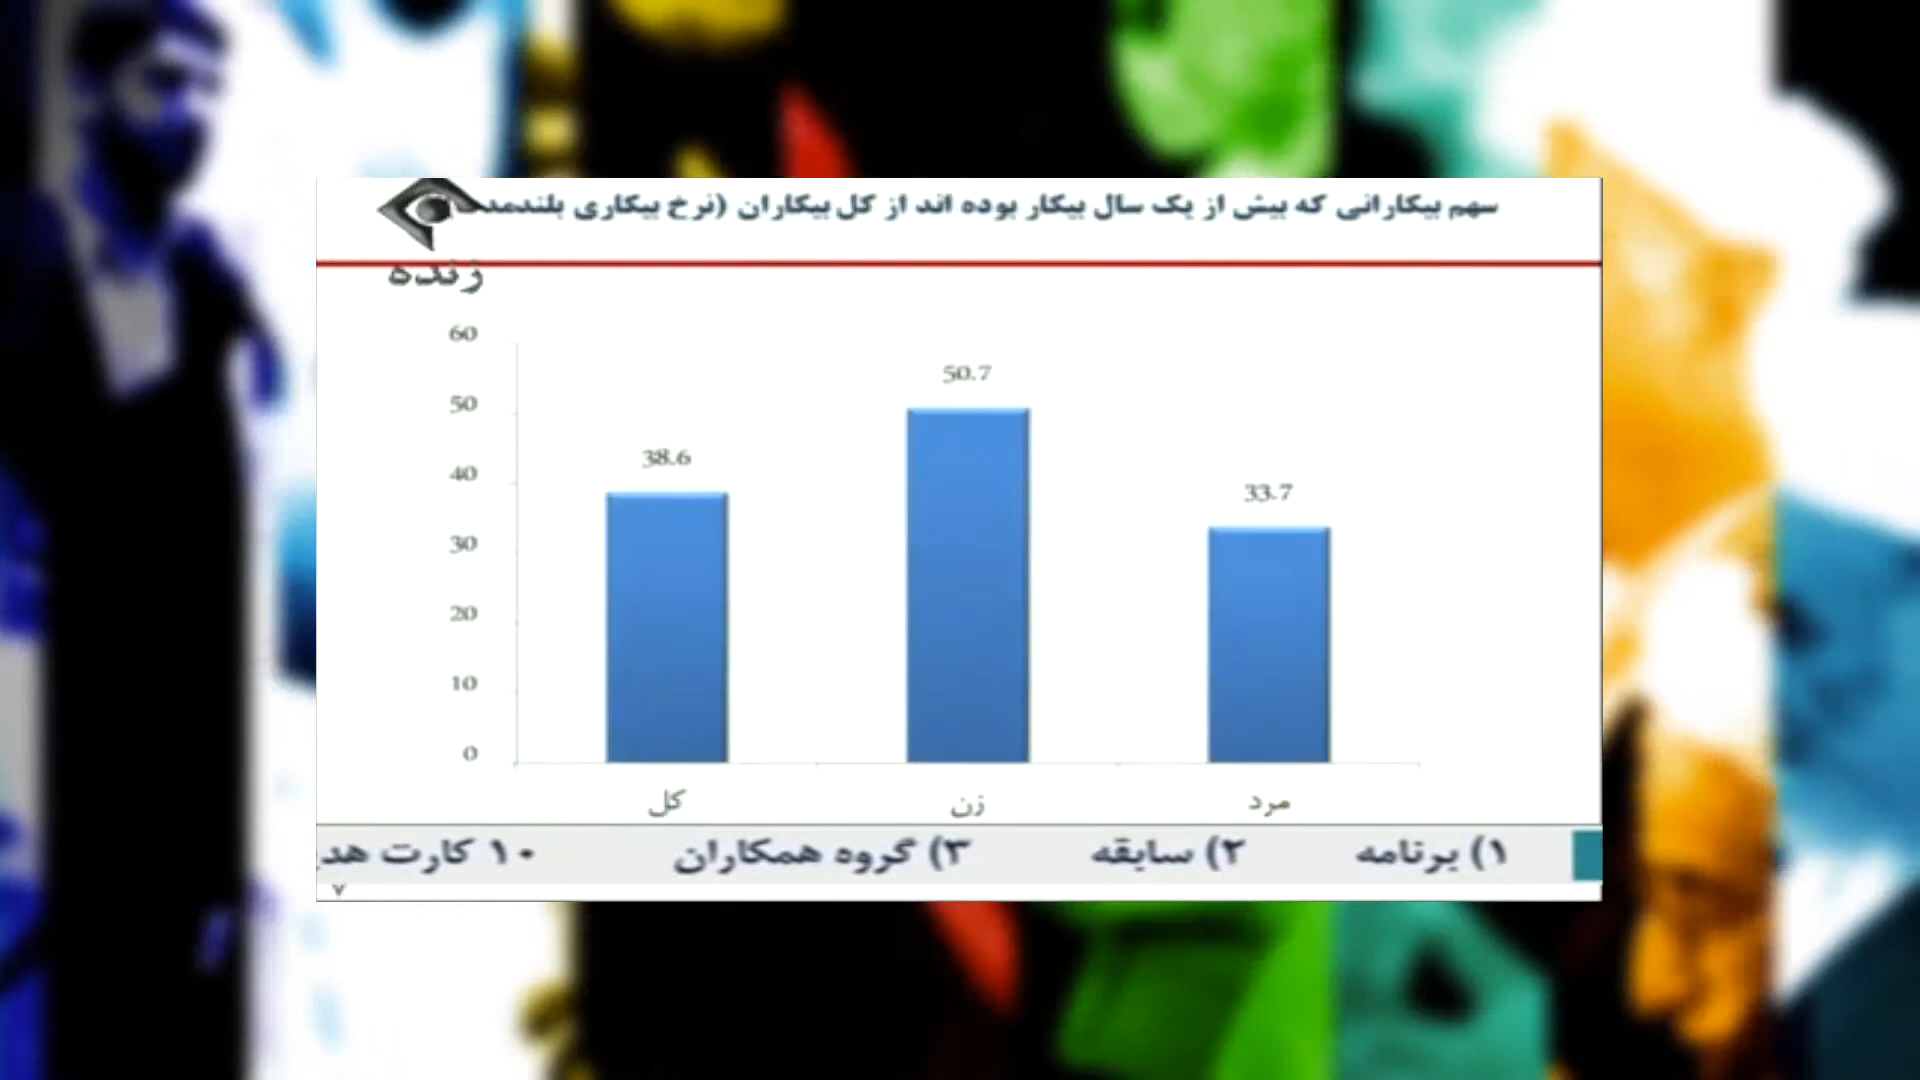 سهم بیکارانی که بیش از یک سال بیکار بوده اند از کل بیکاران (نرخ بیکاری بلندمدت
زنده
60
50
40
30
20
10
0
38.6
50.7
33.7
کل
زن
مرد
۱) برنامه ۲) سابقه ۳) گروه همکاران ۱۰ کارت
۷